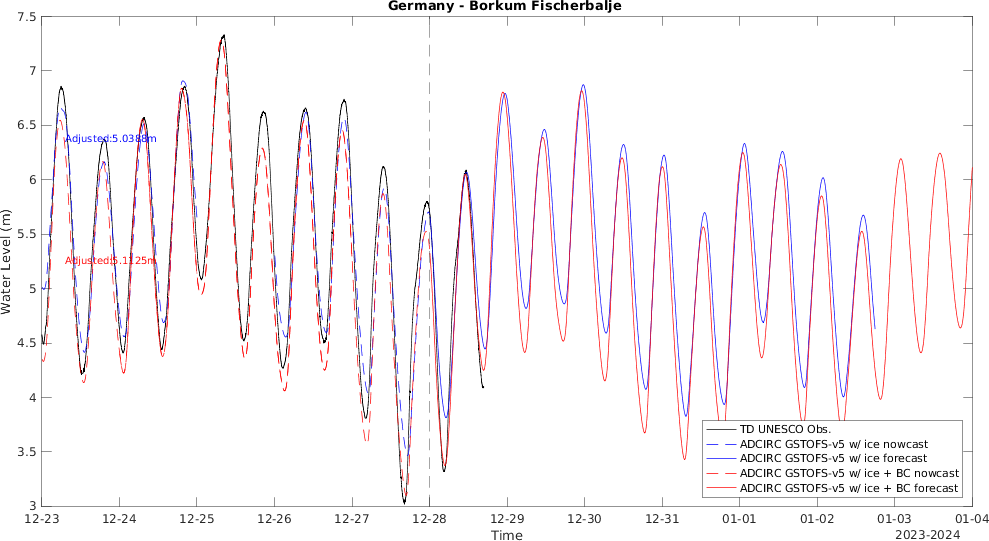 Germany - Borkum Fischerbalje
7.5
7
6.5
6
5.5
5
4.5
4
3.5
3
Water Level (m)
Adjusted:5.0388m
Adjusted:5.1125m
TD UNESCO Obs.
ADCIRC GSTOFS-v5 w/ ice nowcast
ADCIRC GSTOFS-v5 w/ ice forecast
ADCIRC GSTOFS-v5 w/ ice + BC nowcast
ADCIRC GSTOFS-v5 w/ ice + BC forecast
12-23 12-24 12-25 12-26 12-27 12-28 12-29 12-30 12-31 01-01 01-02 01-03 01-04
Time
2023-2024